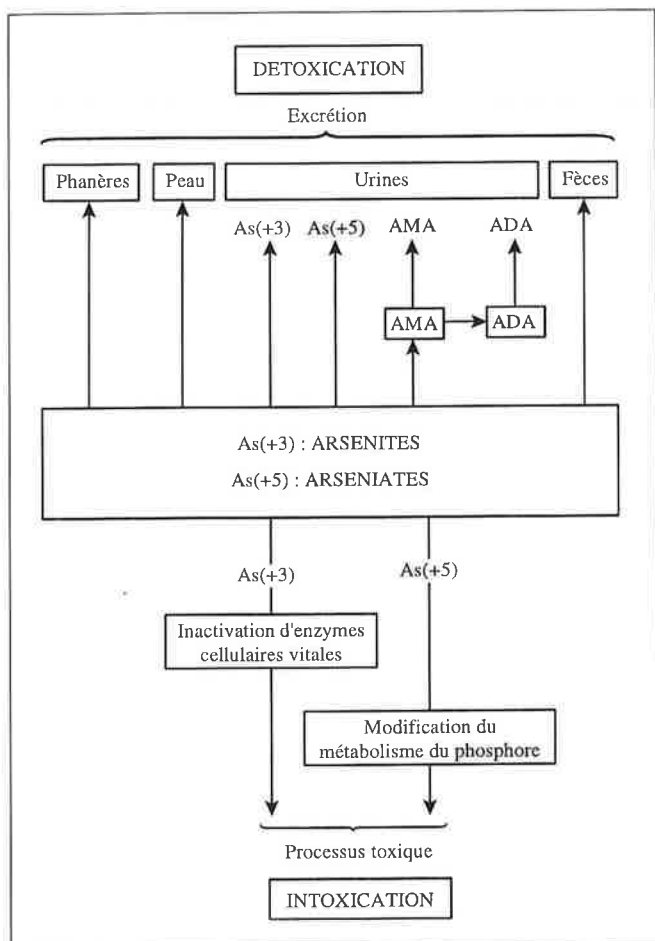 DETOXICATION
Excrétion
Phanères Peau Urines Fèces
As(+3) As(+5) AMA ADA
AMA ADA
As(+3) : ARSENITES
As(+5) : ARSENIATES
As(+3) As(+5)
Inactivation d'enzymes
cellulaires vitales
Modification du
métabolisme du phosphore
Processus toxique
INTOXICATION